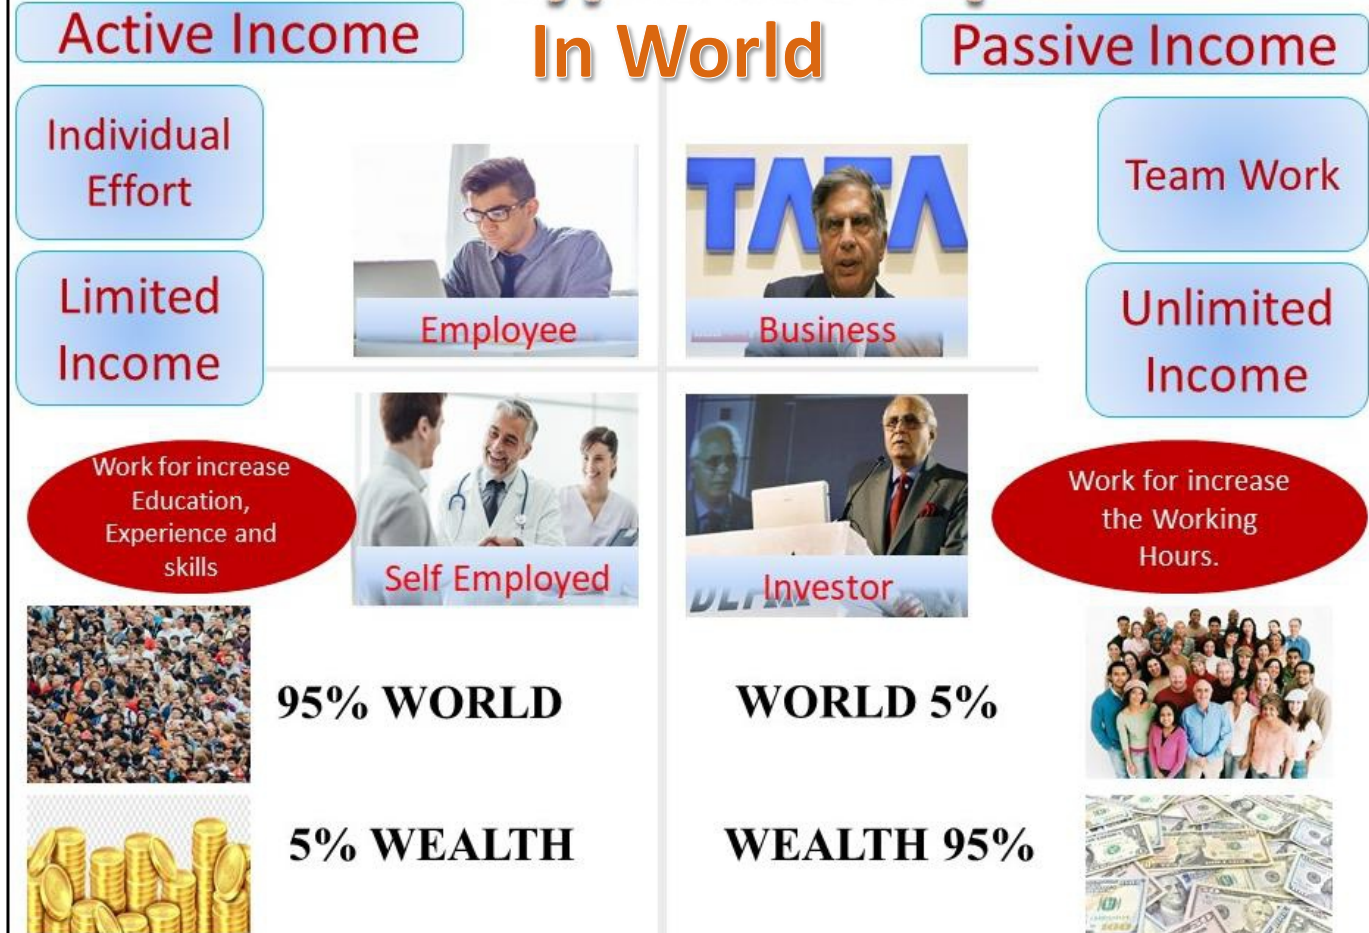 In World
Active Income
Individual
Effort
Limited
Income
Work for increase
Education,
Experience and
skills
Employee
Self Employed
95% WORLD
5% WEALTH
Passive Income
Team Work
Unlimited
Income
Work for increase
the Working
Hours.
TATA
Business
Investor
WORLD 5%
WEALTH 95%